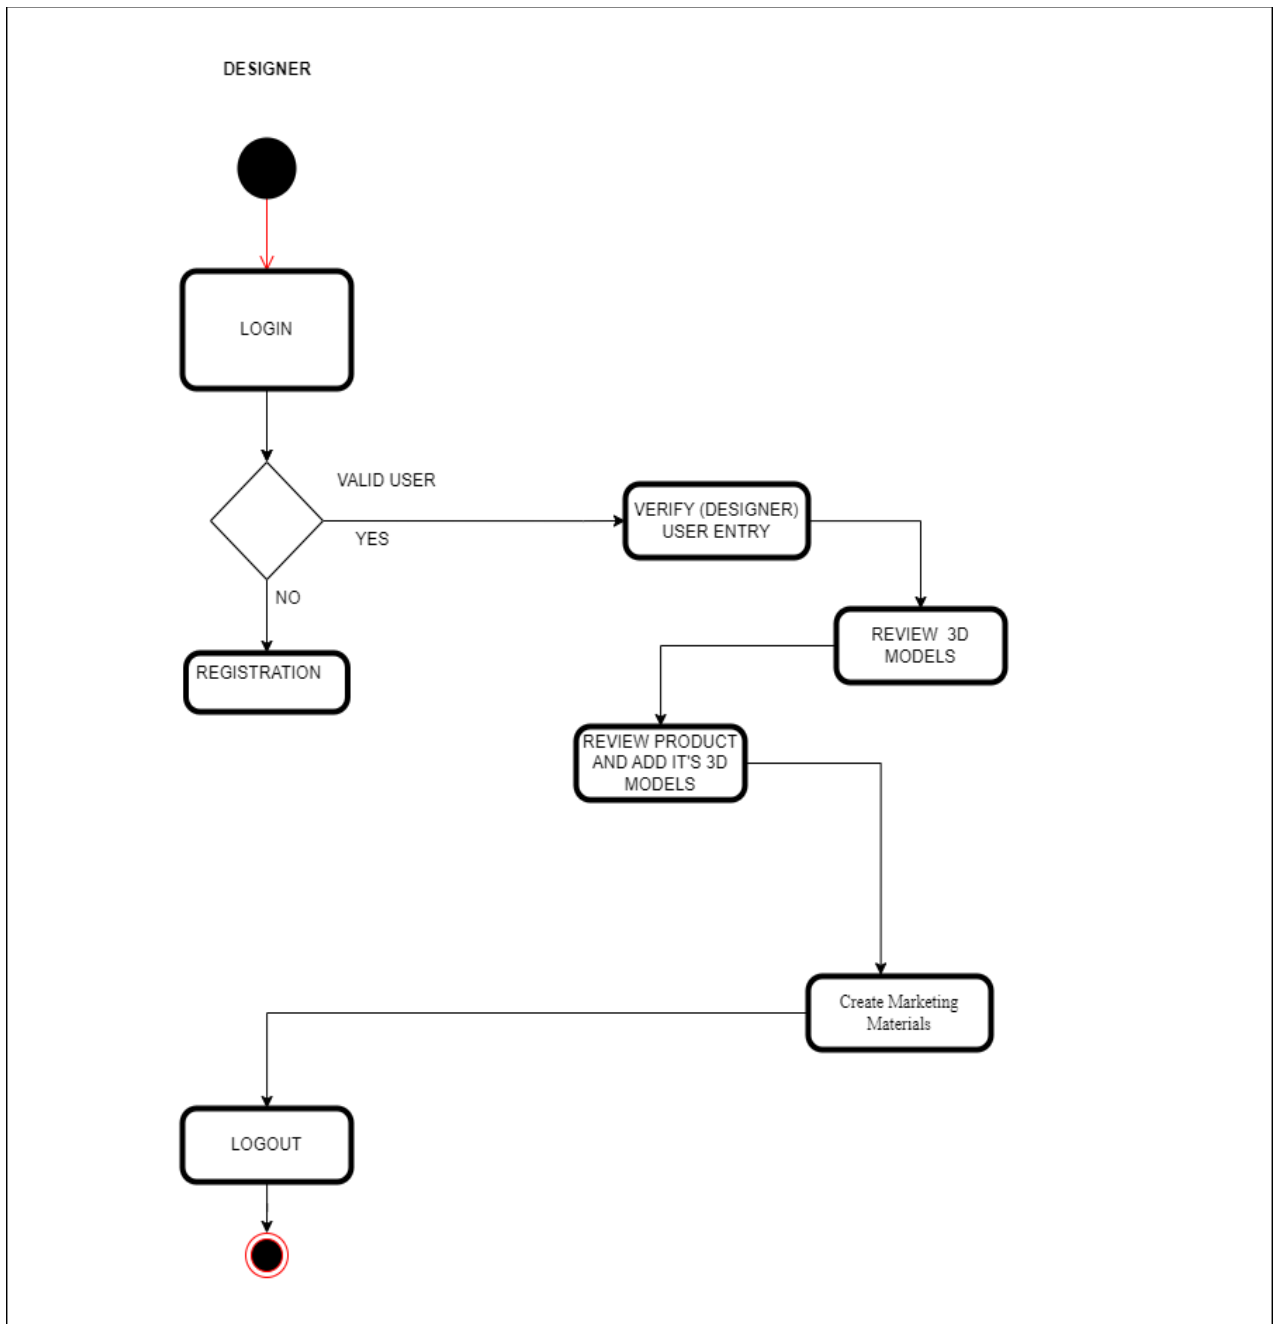 DESIGNER
LOGIN
VALID USER
YES
VERIFY (DESIGNER)
USER ENTRY
NO
REVIEW 3D
MODELS
REGISTRATION
REVIEW PRODUCT
AND ADD IT'S 3D
MODELS
Create Marketing
Materials
LOGOUT